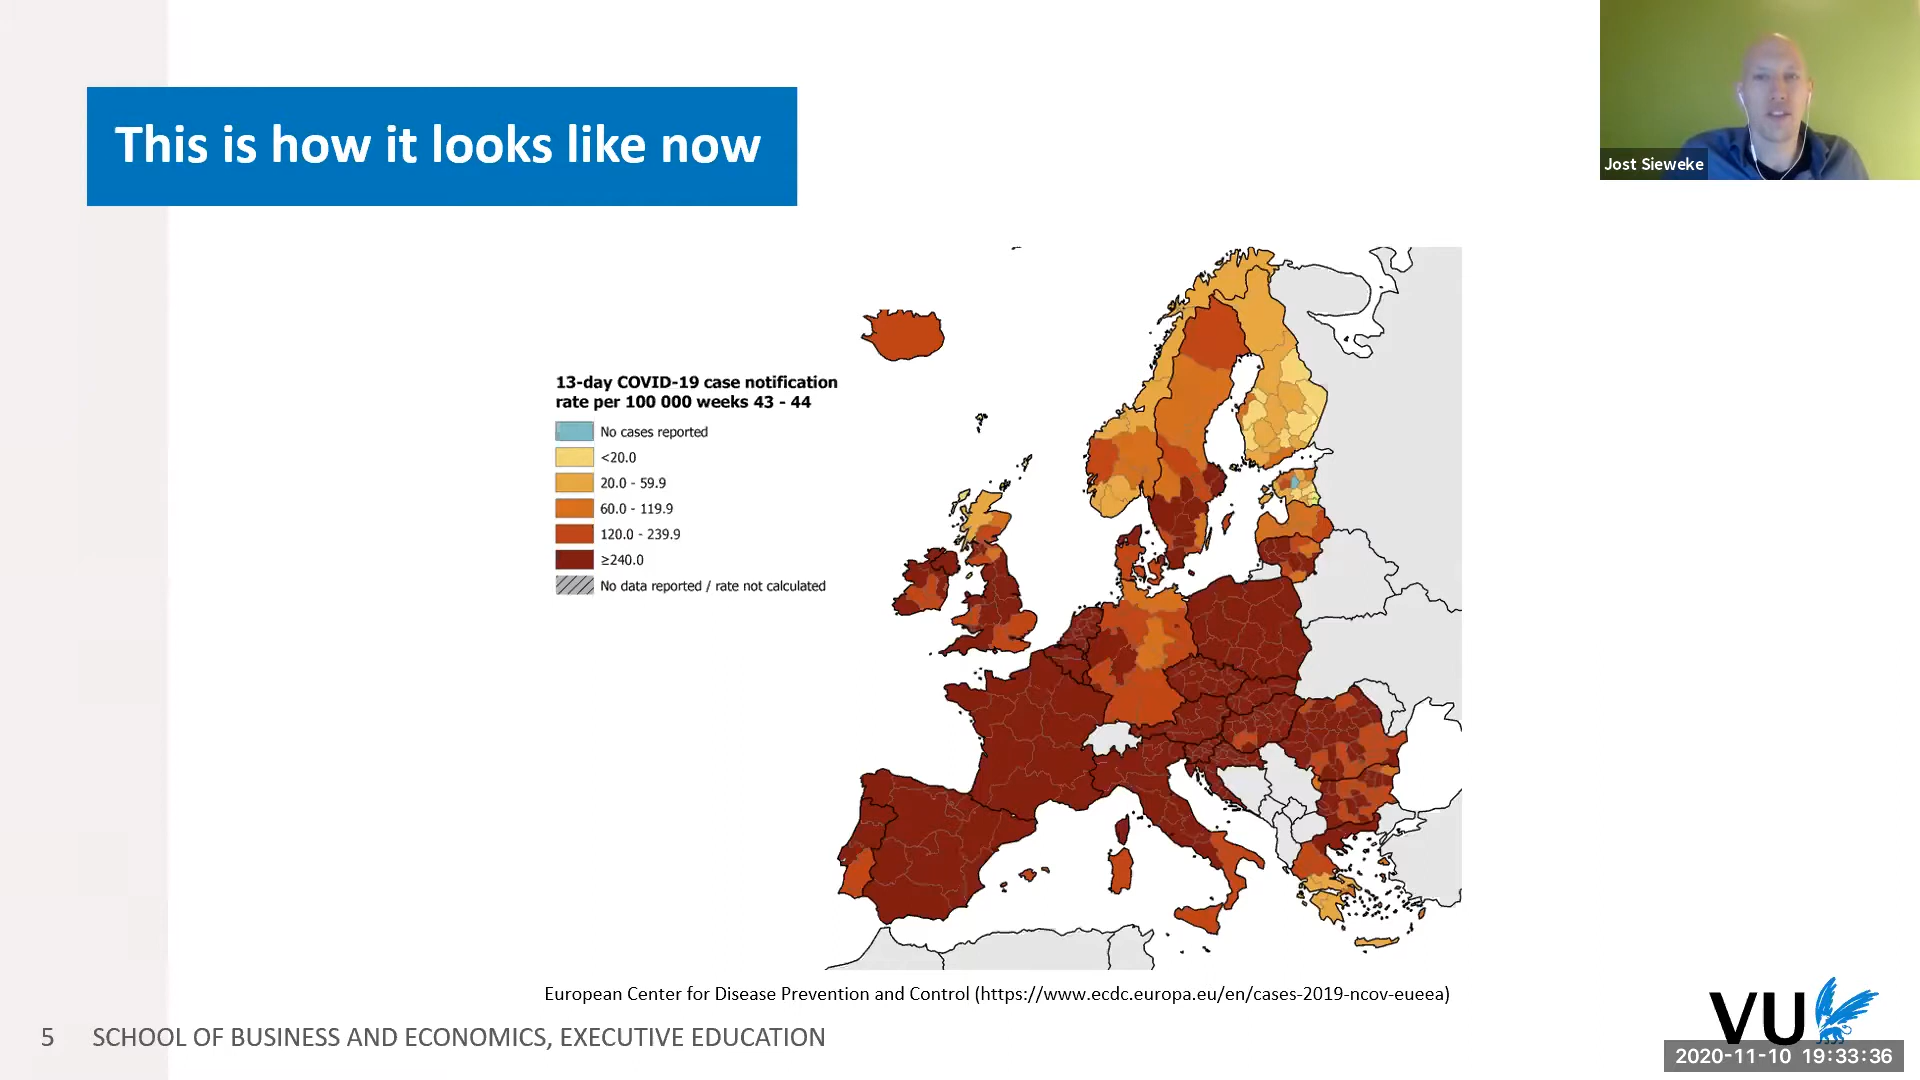 This is how it looks like now
Jost Sieweke
13-day COVID-19 case notification
rate per 100 000 weeks 43 - 44
No cases reported
<20.0
20.0 - 59.9
60.0 - 119.9
120.0 - 239.9
≥240.0
No data reported / rate not calculated
European Center for Disease Prevention and Control (https://www.ecdc.europa.eu/en/cases-2019-ncov-eueea)
5 SCHOOL OF BUSINESS AND ECONOMICS, EXECUTIVE EDUCATION
VU
2020-11-10 19:33:36